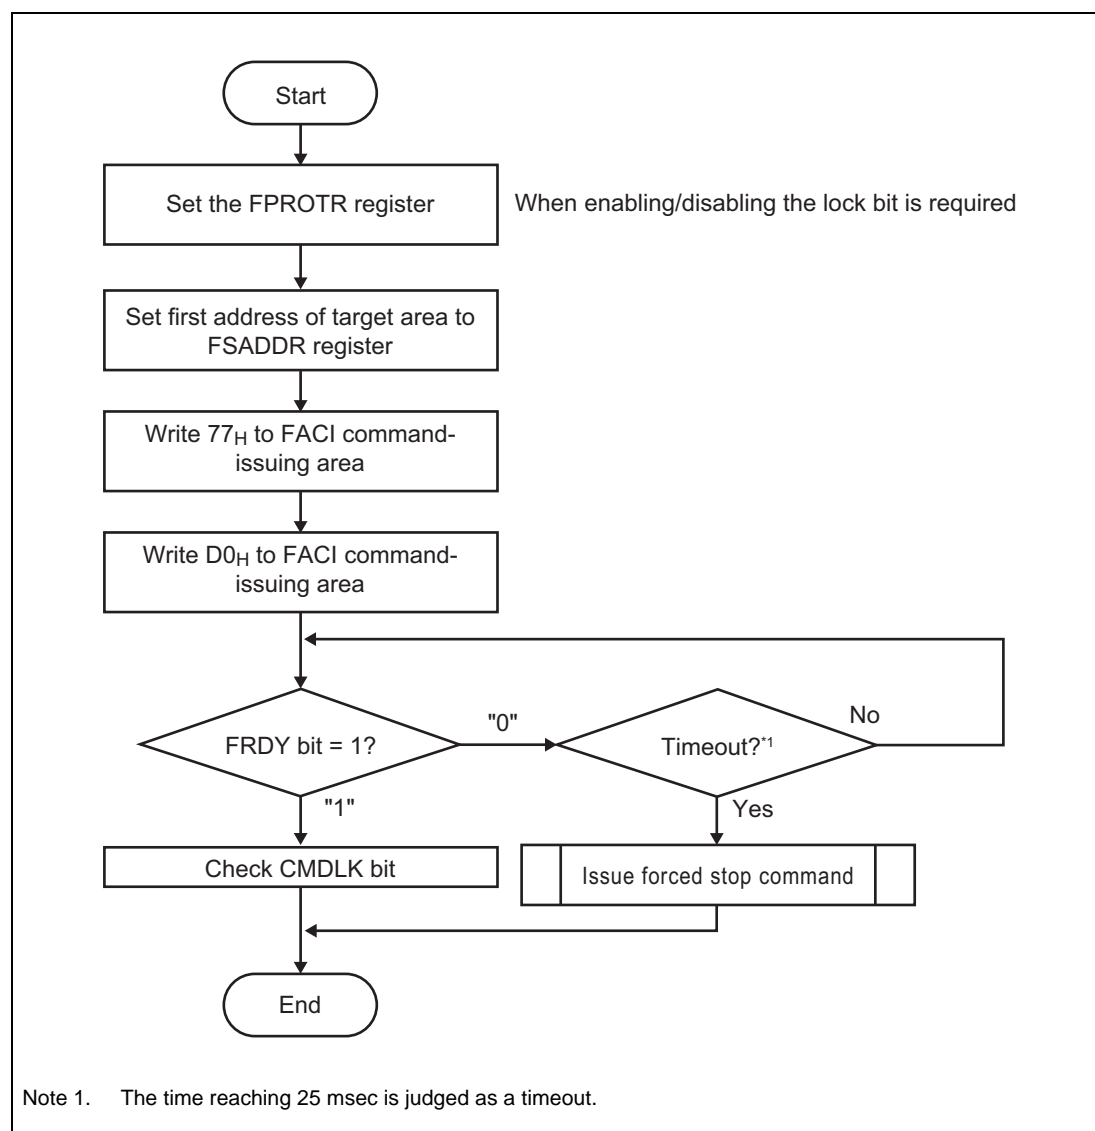 Start
Set the FPROTR register
When enabling/disabling the lock bit is required
Set first address of target area to
FSADDR register
Write 77H to FACI command-
issuing area
Write D0H to FACI command-
issuing area
FRDY bit = 1?
"0"
Timeout?*1
No
"1"
Yes
Check CMDLK bit
Issue forced stop command
End
Note 1. The time reaching 25 msec is judged as a timeout.